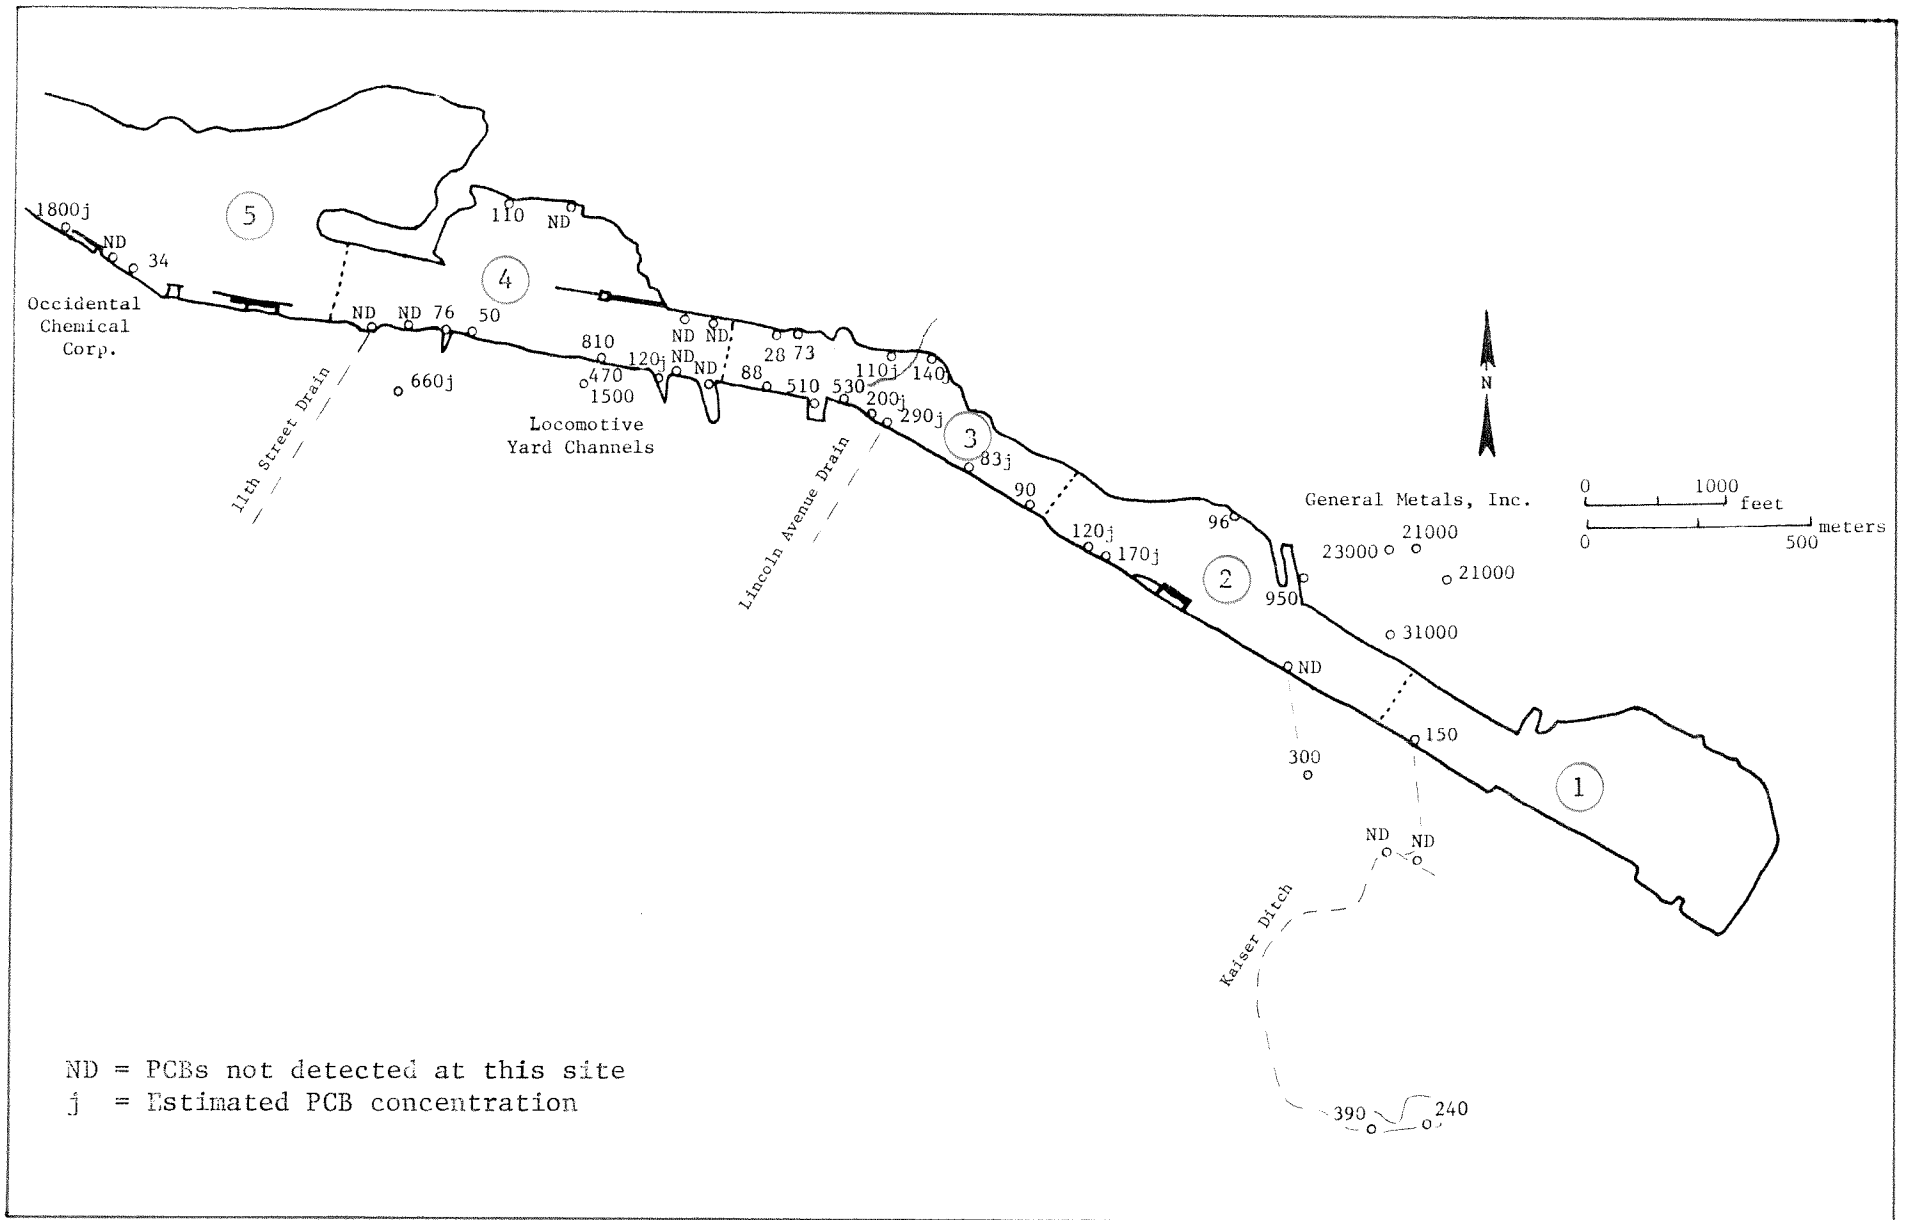 1800j
ND
34
5
Occidental
Chemical
Corp.
110
ND
4
ND
ND
76
50
810
660j
470
1500
120j
ND
ND
ND
ND
Locomotive
Yard Channels
11th Street Drain
28
73
88
510
530
110j
140j
200j
290j
3
83j
90
Lincoln Avenue Drain
N
General Metals, Inc.
0
1000
feet
meters
0
500
96
120j
170j
2
950
23000
21000
21000
31000
ND
300
150
1
ND
ND
Kaiser Ditch
390
240
ND = PCBs not detected at this site
j = Estimated PCB concentration